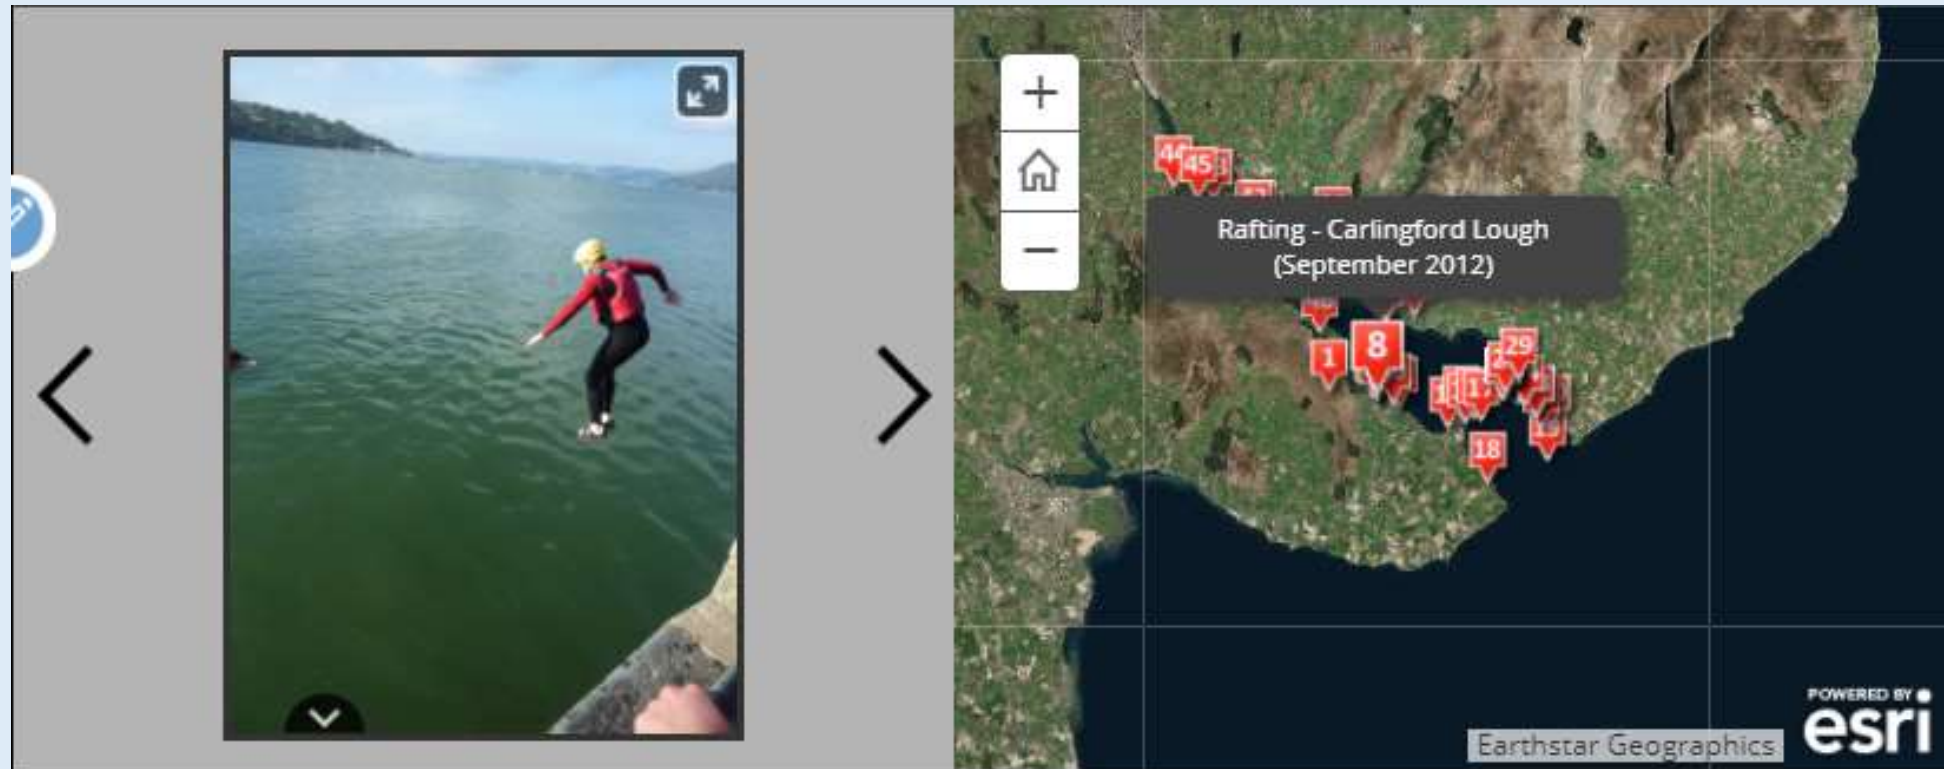 44
45
Rafting - Carlingford Lough
(September 2012)
8
1
29
18
POWERED BY
esri
Earthstar Geographics